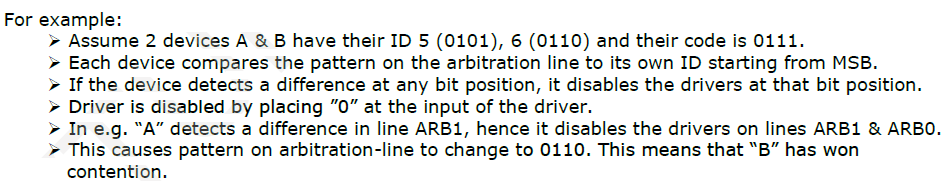 For example:
➢ Assume 2 devices A & B have their ID 5 (0101), 6 (0110) and their code is 0111.
➢ Each device compares the pattern on the arbitration line to its own ID starting from MSB.
➢ If the device detects a difference at any bit position, it disables the drivers at that bit position.
➢ Driver is disabled by placing ”0” at the input of the driver.
➢ In e.g. “A” detects a difference in line ARB1, hence it disables the drivers on lines ARB1 & ARB0.
➢ This causes pattern on arbitration-line to change to 0110. This means that “B” has won
contention.